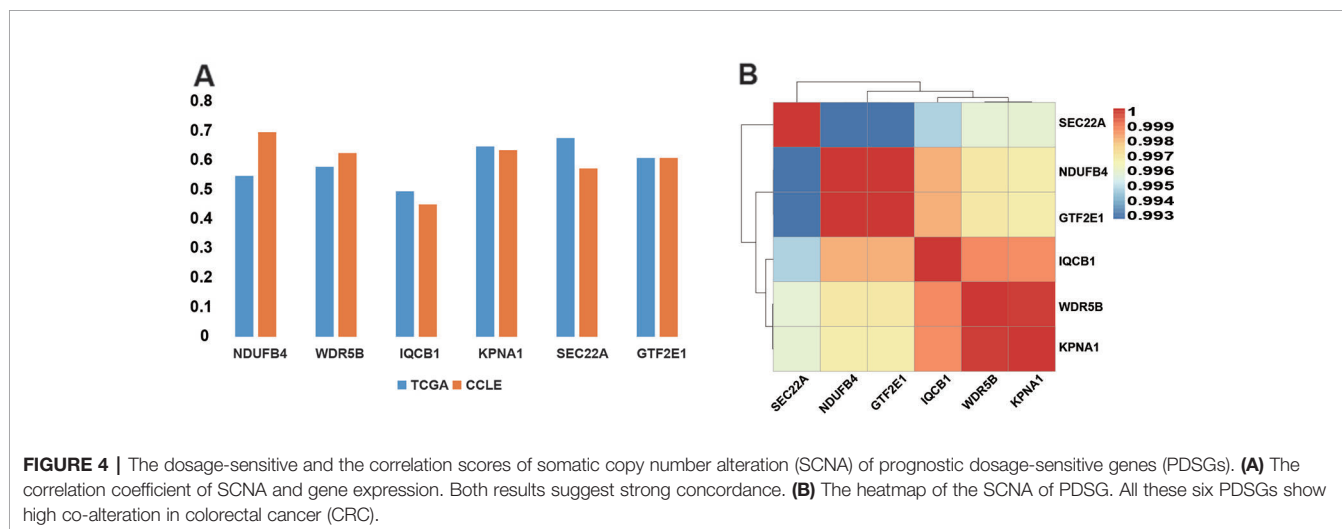 A
0.8
0.7
0.6
0.5
0.4
0.3
0.2
0.1
0
NDUFB4 WDR5B IQCB1 KPNA1 SEC22A GTF2E1
TCGA CCLE
B
1
0.999
0.998
0.997
0.996
0.995
0.994
0.993
SEC22A
NDUFB4
GTF2E1
IQCB1
WDR5B
KPNA1
SEC22A NDUFB4 GTF2E1 IQCB1 WDR5B KPNA1
FIGURE 4 | The dosage-sensitive and the correlation scores of somatic copy number alteration (SCNA) of prognostic dosage-sensitive genes (PDSGs). (A) The
correlation coefficient of SCNA and gene expression. Both results suggest strong concordance. (B) The heatmap of the SCNA of PDSG. All these six PDSGs show
high co-alteration in colorectal cancer (CRC).